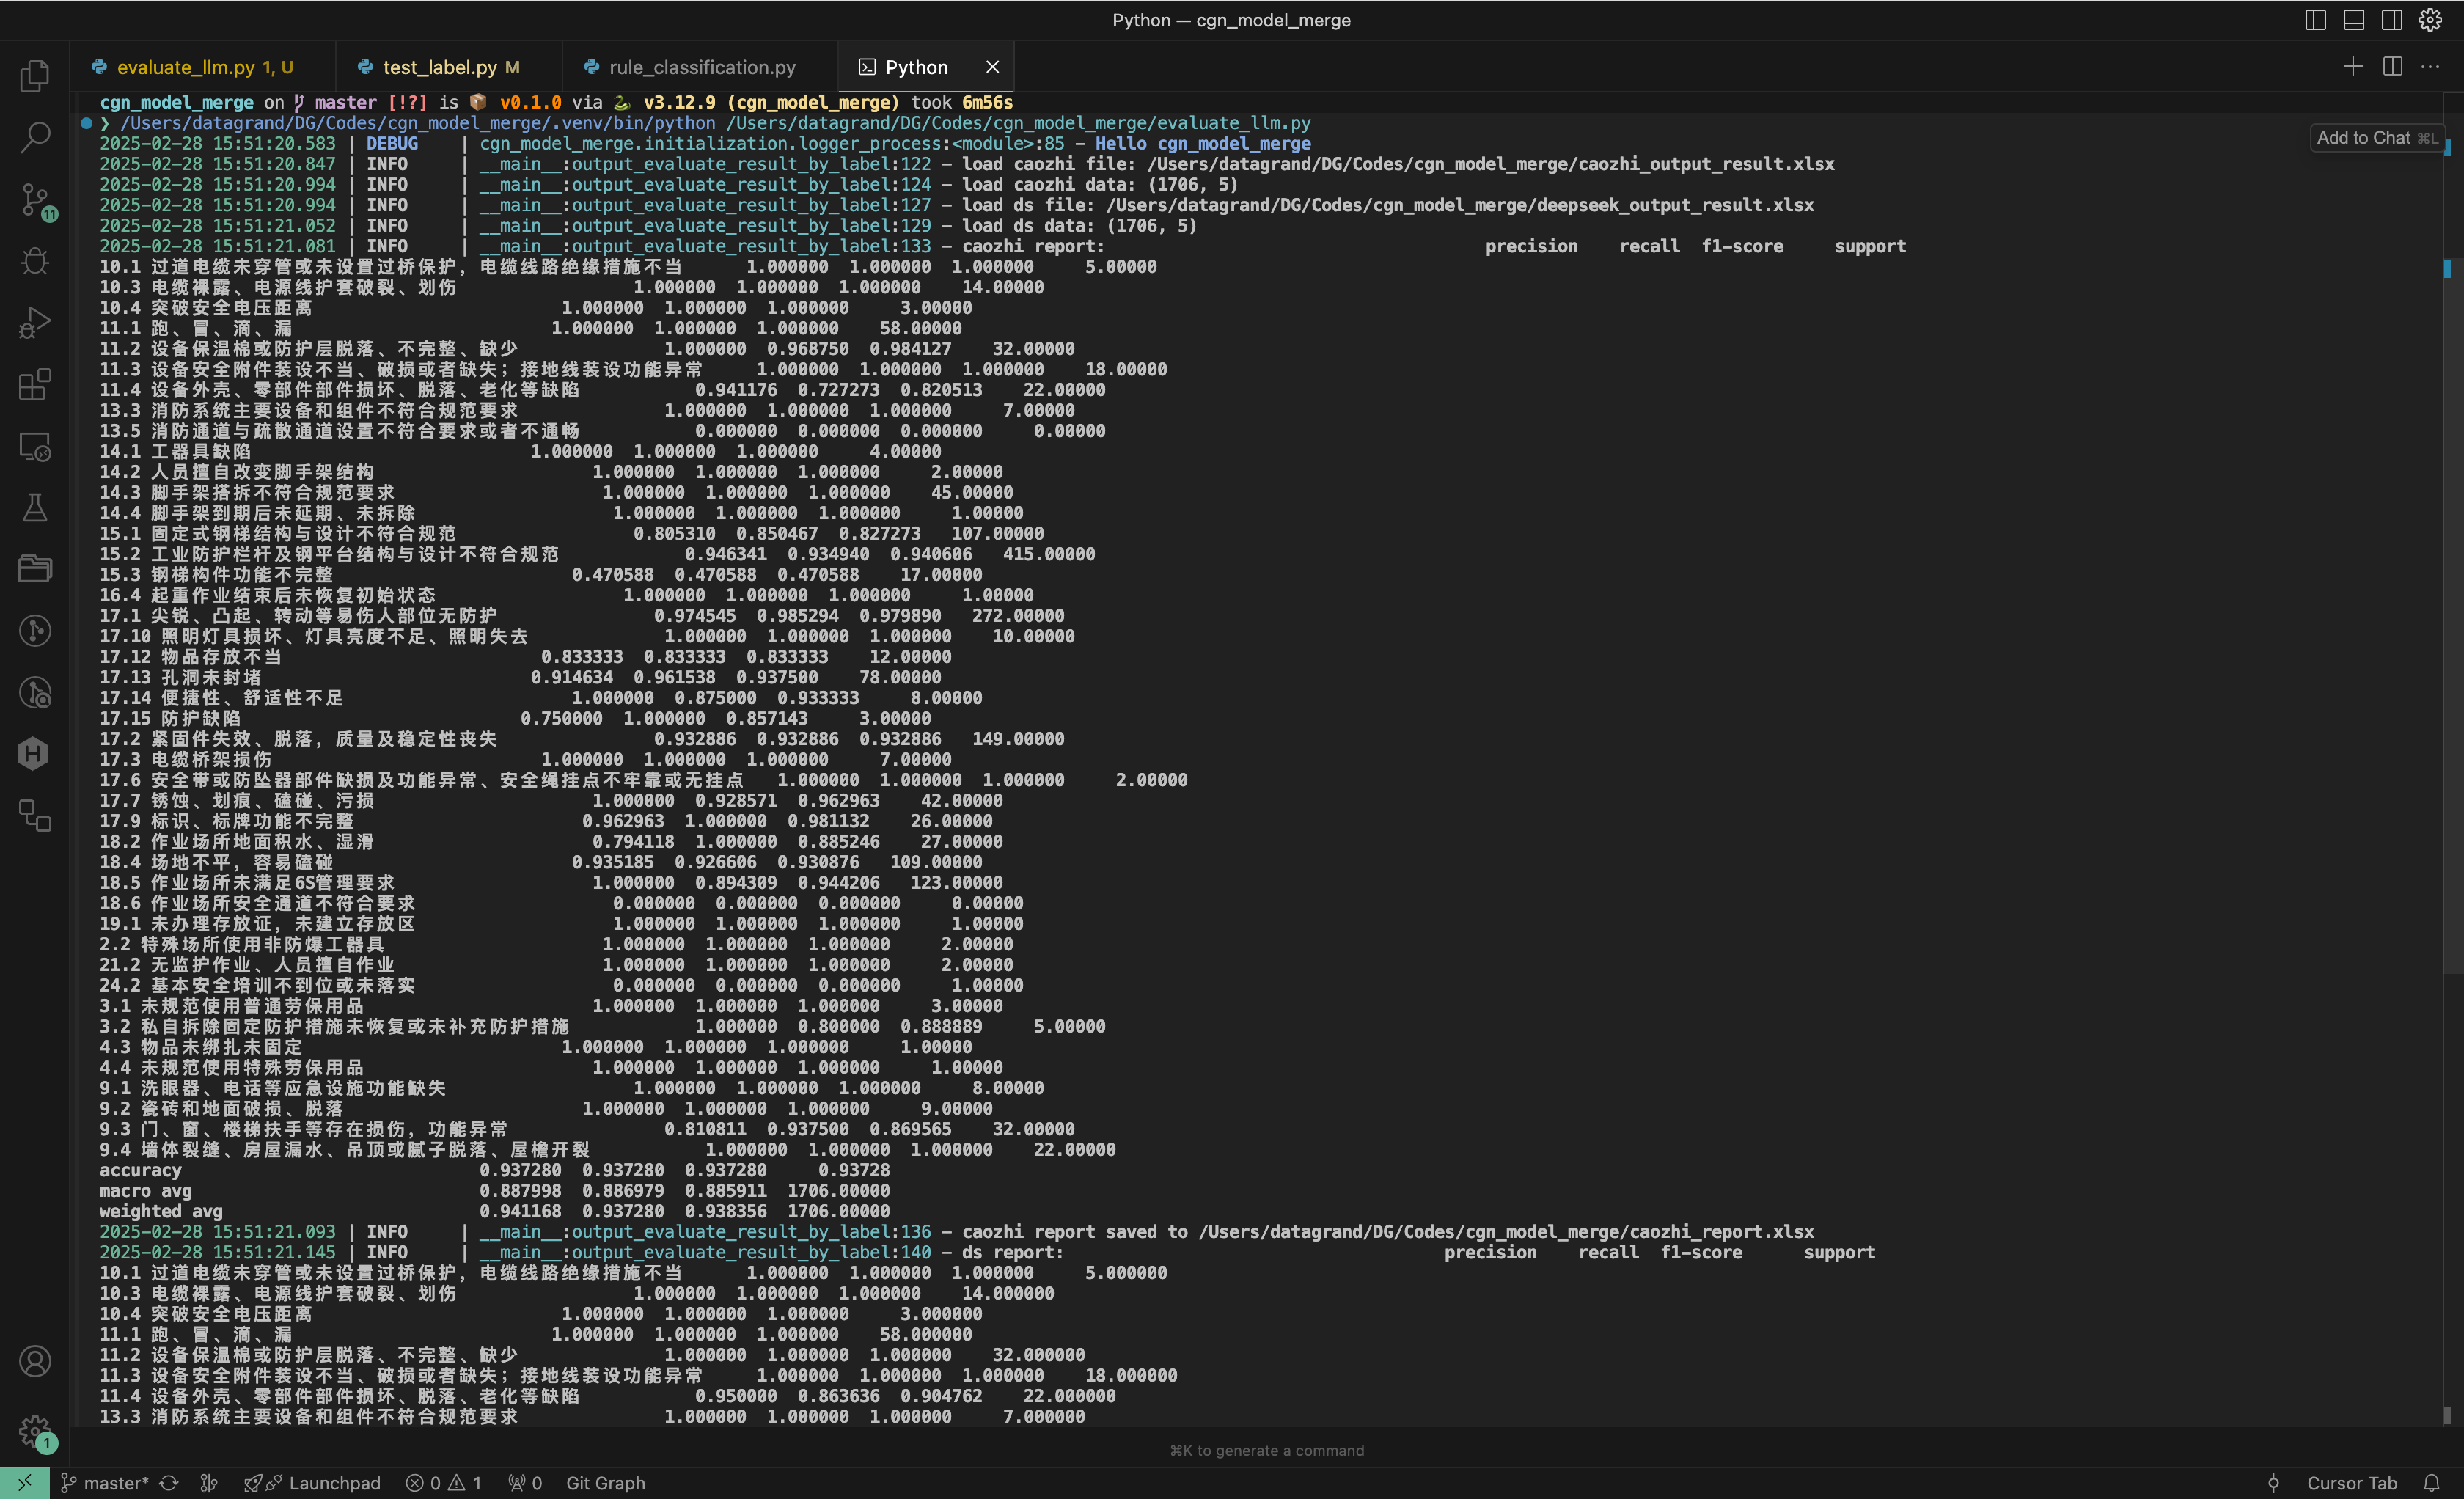 Python — cgn_model_merge
evaluate_llm.py 1, U
test_label.py M
rule_classification.py
Python
cgn_model_merge on master [!?] is v0.1.0 via v3.12.9 (cgn_model_merge) took 6m56s
❯ /Users/datagrand/DG/Codes/cgn_model_merge/.venv/bin/python /Users/datagrand/DG/Codes/cgn_model_merge/evaluate_llm.py
Add to Chat ⌘L
2025-02-28 15:51:20.583 | DEBUG | cgn_model_merge.initialization.logger_process:<module>:85 - Hello cgn_model_merge
2025-02-28 15:51:20.847 | INFO | __main__:output_evaluate_result_by_label:122 - load caozhi file: /Users/datagrand/DG/Codes/cgn_model_merge/caozhi_output_result.xlsx
2025-02-28 15:51:20.994 | INFO | __main__:output_evaluate_result_by_label:124 - load caozhi data: (1706, 5)
2025-02-28 15:51:20.994 | INFO | __main__:output_evaluate_result_by_label:127 - load ds file: /Users/datagrand/DG/Codes/cgn_model_merge/deepseek_output_result.xlsx
2025-02-28 15:51:21.052 | INFO | __main__:output_evaluate_result_by_label:129 - load ds data: (1706, 5)
2025-02-28 15:51:21.081 | INFO | __main__:output_evaluate_result_by_label:133 - caozhi report: precision recall f1-score support
10.1 过道电缆未穿管或未设置过桥保护，电缆线路绝缘措施不当 1.000000 1.000000 1.000000 5.00000
10.3 电缆裸露、电源线护套破裂、划伤 1.000000 1.000000 1.000000 14.00000
10.4 突破安全电压距离 1.000000 1.000000 1.000000 3.00000
11.1 跑、冒、滴、漏 1.000000 1.000000 1.000000 58.00000
11.2 设备保温棉或防护层脱落、不完整、缺少 1.000000 0.968750 0.984127 32.00000
11.3 设备安全附件装设不当、破损或者缺失；接地线装设功能异常 1.000000 1.000000 1.000000 18.00000
11.4 设备外壳、零部件部件损坏、脱落、老化等缺陷 0.941176 0.727273 0.820513 22.00000
13.3 消防系统主要设备和组件不符合规范要求 1.000000 1.000000 1.000000 7.00000
13.5 消防通道与疏散通道设置不符合要求或者不通畅 0.000000 0.000000 0.000000 0.00000
14.1 工器具缺陷 1.000000 1.000000 1.000000 4.00000
14.2 人员擅自改变脚手架结构 1.000000 1.000000 1.000000 2.00000
14.3 脚手架搭拆不符合规范要求 1.000000 1.000000 1.000000 45.00000
14.4 脚手架到期后未延期、未拆除 1.000000 1.000000 1.000000 1.00000
15.1 固定式钢梯结构与设计不符合规范 0.805310 0.850467 0.827273 107.00000
15.2 工业防护栏杆及钢平台结构与设计不符合规范 0.946341 0.934940 0.940606 415.00000
15.3 钢梯构件功能不完整 0.470588 0.470588 0.470588 17.00000
16.4 起重作业结束后未恢复初始状态 1.000000 1.000000 1.000000 1.00000
17.1 尖锐、凸起、转动等易伤人部位无防护 0.974545 0.985294 0.979890 272.00000
17.10 照明灯具损坏、灯具亮度不足、照明失去 1.000000 1.000000 1.000000 10.00000
17.12 物品存放不当 0.833333 0.833333 0.833333 12.00000
17.13 孔洞未封堵 0.914634 0.961538 0.937500 78.00000
17.14 便捷性、舒适性不足 1.000000 0.875000 0.933333 8.00000
17.15 防护缺陷 0.750000 1.000000 0.857143 3.00000
17.2 紧固件失效、脱落，质量及稳定性丧失 0.932886 0.932886 0.932886 149.00000
17.3 电缆桥架损伤 1.000000 1.000000 1.000000 7.00000
17.6 安全带或防坠器部件缺损及功能异常、安全绳挂点不牢靠或无挂点 1.000000 1.000000 1.000000 2.00000
17.7 锈蚀、划痕、磕碰、污损 1.000000 0.928571 0.962963 42.00000
17.9 标识、标牌功能不完整 0.962963 1.000000 0.981132 26.00000
18.2 作业场所地面积水、湿滑 0.794118 1.000000 0.885246 27.00000
18.4 场地不平，容易磕碰 0.935185 0.926606 0.930876 109.00000
18.5 作业场所未满足6S管理要求 1.000000 0.894309 0.944206 123.00000
18.6 作业场所安全通道不符合要求 0.000000 0.000000 0.000000 0.00000
19.1 未办理存放证，未建立存放区 1.000000 1.000000 1.000000 1.00000
2.2 特殊场所使用非防爆工器具 1.000000 1.000000 1.000000 2.00000
21.2 无监护作业、人员擅自作业 1.000000 1.000000 1.000000 2.00000
24.2 基本安全培训不到位或未落实 0.000000 0.000000 0.000000 1.00000
3.1 未规范使用普通劳保用品 1.000000 1.000000 1.000000 3.00000
3.2 私自拆除固定防护措施未恢复或未补充防护措施 1.000000 0.800000 0.888889 5.00000
4.3 物品未绑扎未固定 1.000000 1.000000 1.000000 1.00000
4.4 未规范使用特殊劳保用品 1.000000 1.000000 1.000000 1.00000
9.1 洗眼器、电话等应急设施功能缺失 1.000000 1.000000 1.000000 8.00000
9.2 瓷砖和地面破损、脱落 1.000000 1.000000 1.000000 9.00000
9.3 门、窗、楼梯扶手等存在损伤，功能异常 0.810811 0.937500 0.869565 32.00000
9.4 墙体裂缝、房屋漏水、吊顶或腻子脱落、屋檐开裂 1.000000 1.000000 1.000000 22.00000
accuracy 0.937280 0.937280 0.937280 0.93728
macro avg 0.887998 0.886979 0.885911 1706.00000
weighted avg 0.941168 0.937280 0.938356 1706.00000
2025-02-28 15:51:21.093 | INFO | __main__:output_evaluate_result_by_label:136 - caozhi report saved to /Users/datagrand/DG/Codes/cgn_model_merge/caozhi_report.xlsx
2025-02-28 15:51:21.145 | INFO | __main__:output_evaluate_result_by_label:140 - ds report: precision recall f1-score support
10.1 过道电缆未穿管或未设置过桥保护，电缆线路绝缘措施不当 1.000000 1.000000 1.000000 5.000000
10.3 电缆裸露、电源线护套破裂、划伤 1.000000 1.000000 1.000000 14.000000
10.4 突破安全电压距离 1.000000 1.000000 1.000000 3.000000
11.1 跑、冒、滴、漏 1.000000 1.000000 1.000000 58.000000
11.2 设备保温棉或防护层脱落、不完整、缺少 1.000000 1.000000 1.000000 32.000000
11.3 设备安全附件装设不当、破损或者缺失；接地线装设功能异常 1.000000 1.000000 1.000000 18.000000
11.4 设备外壳、零部件部件损坏、脱落、老化等缺陷 0.950000 0.863636 0.904762 22.000000
13.3 消防系统主要设备和组件不符合规范要求 1.000000 1.000000 1.000000 7.000000
⌘K to generate a command
11
1
master* Launchpad 0 1 0 Git Graph Cursor Tab